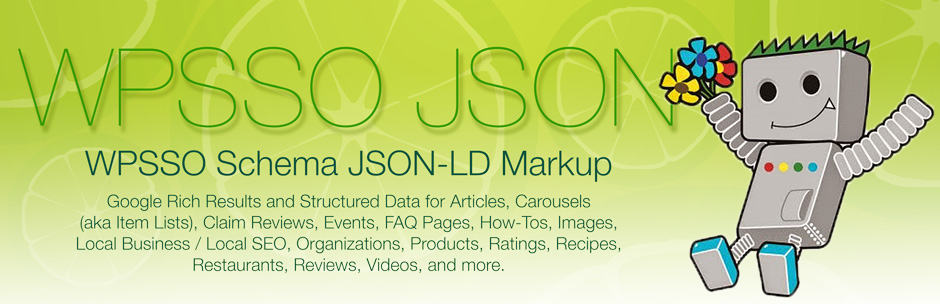 WPSSO JSON
WPSSO Schema JSON-LD Markup
Google Rich Results and Structured Data for Articles, Carousels
(aka Item Lists), Claim Reviews, Events, FAQ Pages, How-Tos, Images,
Local Business / Local SEO, Organizations, Products, Ratings, Recipes,
Restaurants, Reviews, Videos, and more.